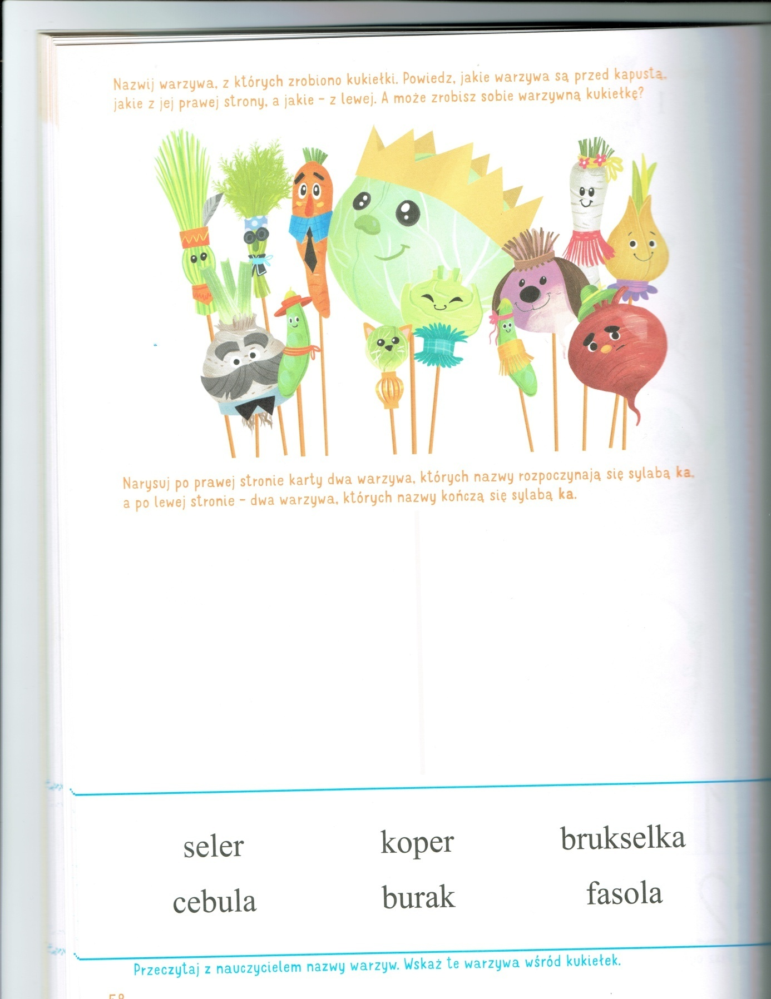 Nazwij warzywa, z których zrobiono kukiełki. Powiedz, jakie warzywa są przed kapustą,
jakie z jej prawej strony, a jakie – z lewej. A może zrobisz sobie warzywną kukiełkę?
Narysuj po prawej stronie karty dwa warzywa, których nazwy rozpoczynają się sylabą ka,
a po lewej stronie – dwa warzywa, których nazwy kończą się sylabą ka.
seler koper brukselka
cebula burak fasola
Przeczytaj z nauczycielem nazwy warzyw. Wskaż te warzywa wśród kukiełek.